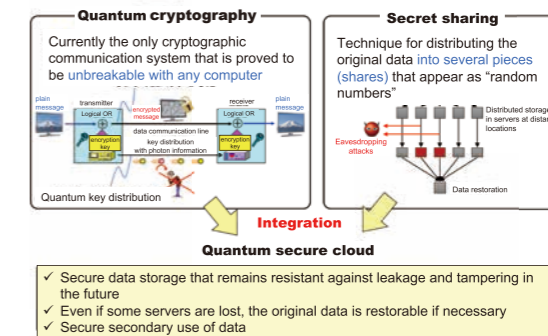 Quantum cryptography
Currently the only cryptographic
communication system that is proved to
be unbreakable with any computer
plain
message
transmitter
Logical OR
encrypted
message
receiver
Logical OR
plain
message
encryption
key
data communication line
key distribution
with photon information
encryption
key
Quantum key distribution
Secret sharing
Technique for distributing the
original data into several pieces
(shares) that appear as “random
numbers”
Distributed storage
in servers at distant
locations
Eavesdropping
attacks
Data restoration
Integration
Quantum secure cloud
✓ Secure data storage that remains resistant against leakage and tampering in
the future
✓ Even if some servers are lost, the original data is restorable if necessary
✓ Secure secondary use of data